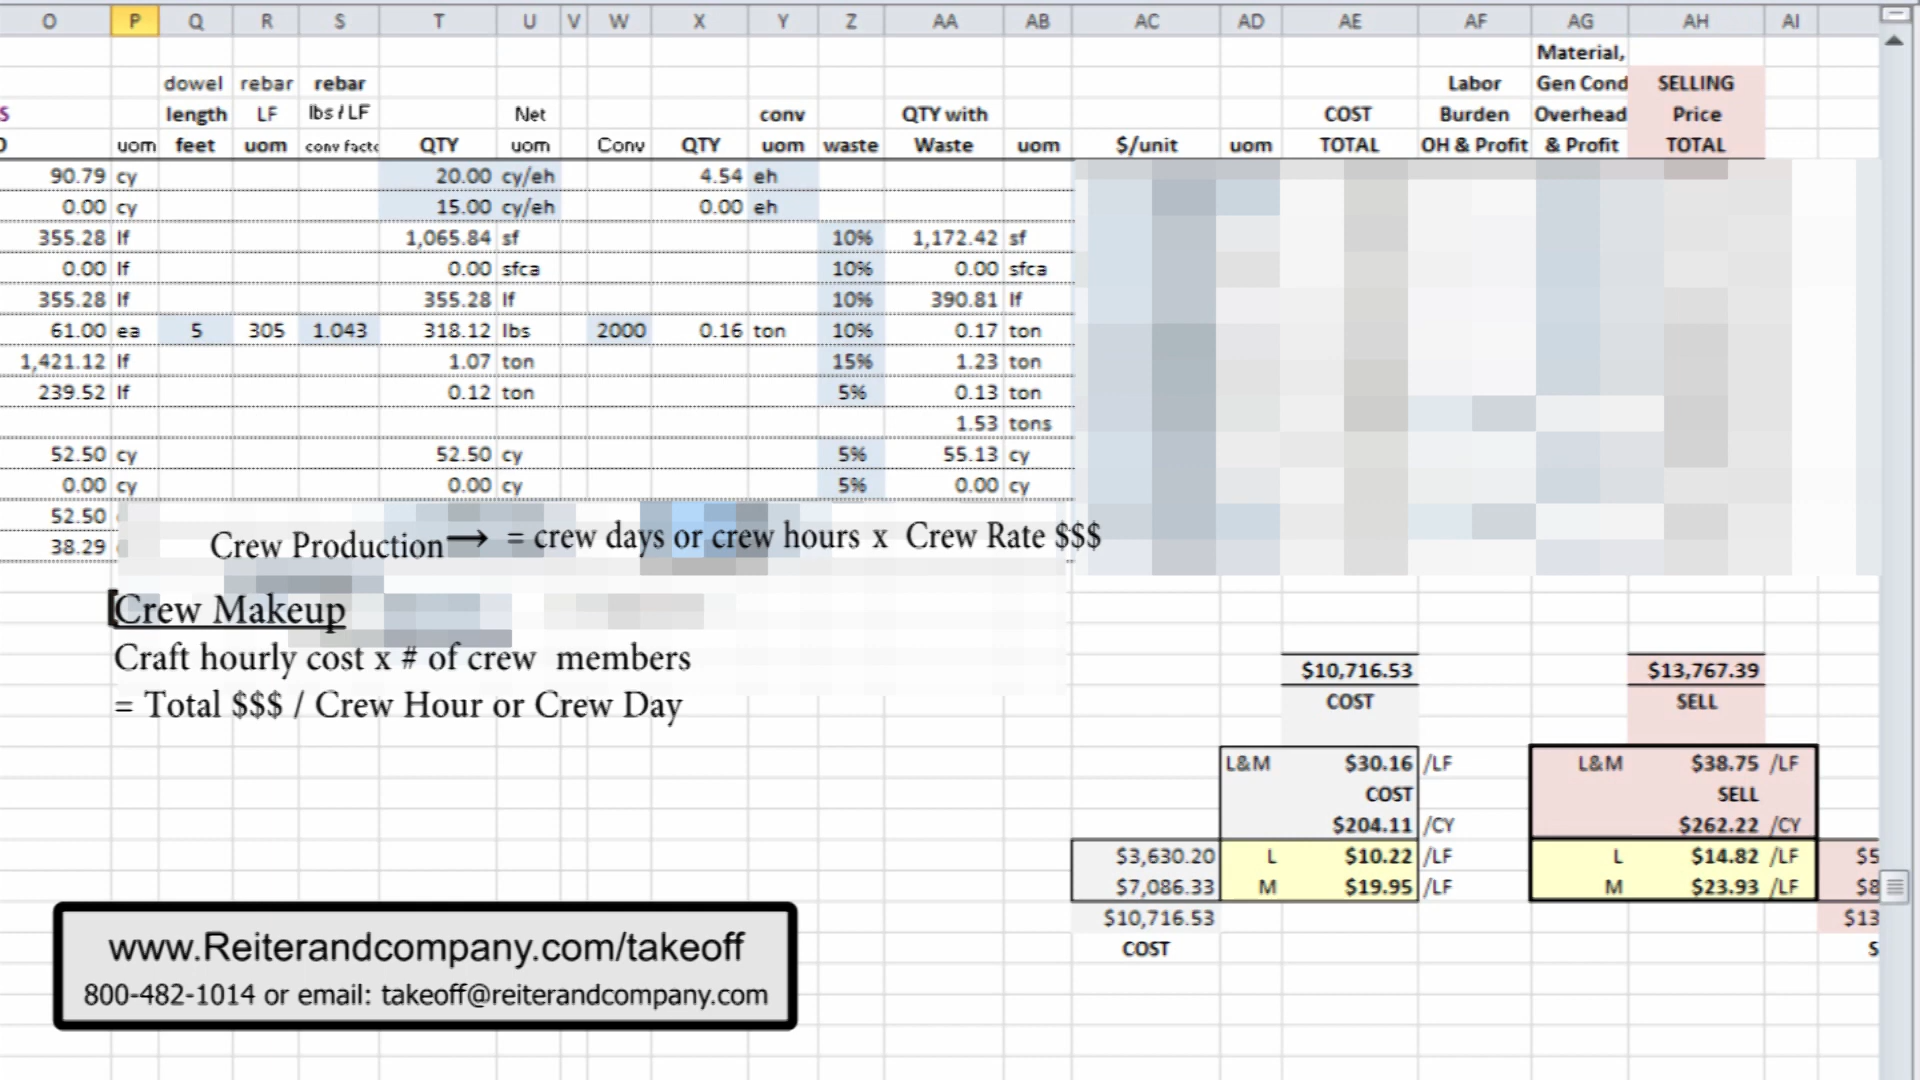 O P Q R S T U V W X Y Z AA AB AC AD AE AF AG AH AI
Material,
dowel rebar rebar Labor Gen Cond SELLING
S length LF lbs / LF Net conv QTY with COST Burden Overhead Price
uom feet uom conv facto QTY uom Conv QTY uom waste Waste uom $/unit uom TOTAL OH & Profit & Profit TOTAL
90.79 cy 20.00 cy/eh 4.54 eh
0.00 cy 15.00 cy/eh 0.00 eh
355.28 lf 1,065.84 sf 10% 1,172.42 sf
0.00 lf 0.00 sfca 10% 0.00 sfca
355.28 lf 355.28 lf 10% 390.81 lf
61.00 ea 5 305 1.043 318.12 lbs 2000 0.16 ton 10% 0.17 ton
1,421.12 lf 1.07 ton 15% 1.23 ton
239.52 lf 0.12 ton 5% 0.13 ton
1.53 tons
52.50 cy 52.50 cy 5% 55.13 cy
0.00 cy 0.00 cy 5% 0.00 cy
52.50
38.29
Crew Production → = crew days or crew hours x Crew Rate $$$
Crew Makeup
Craft hourly cost x # of crew members
= Total $$$ / Crew Hour or Crew Day
$10,716.53 $13,767.39
COST SELL
L&M $30.16 /LF L&M $38.75 /LF
COST SELL
$204.11 /CY $262.22 /CY
$3,630.20 L $10.22 /LF L $14.82 /LF $5
$7,086.33 M $19.95 /LF M $23.93 /LF $8
$10,716.53 $13
COST S
www.Reiterandcompany.com/takeoff
800-482-1014 or email: takeoff@reiterandcompany.com